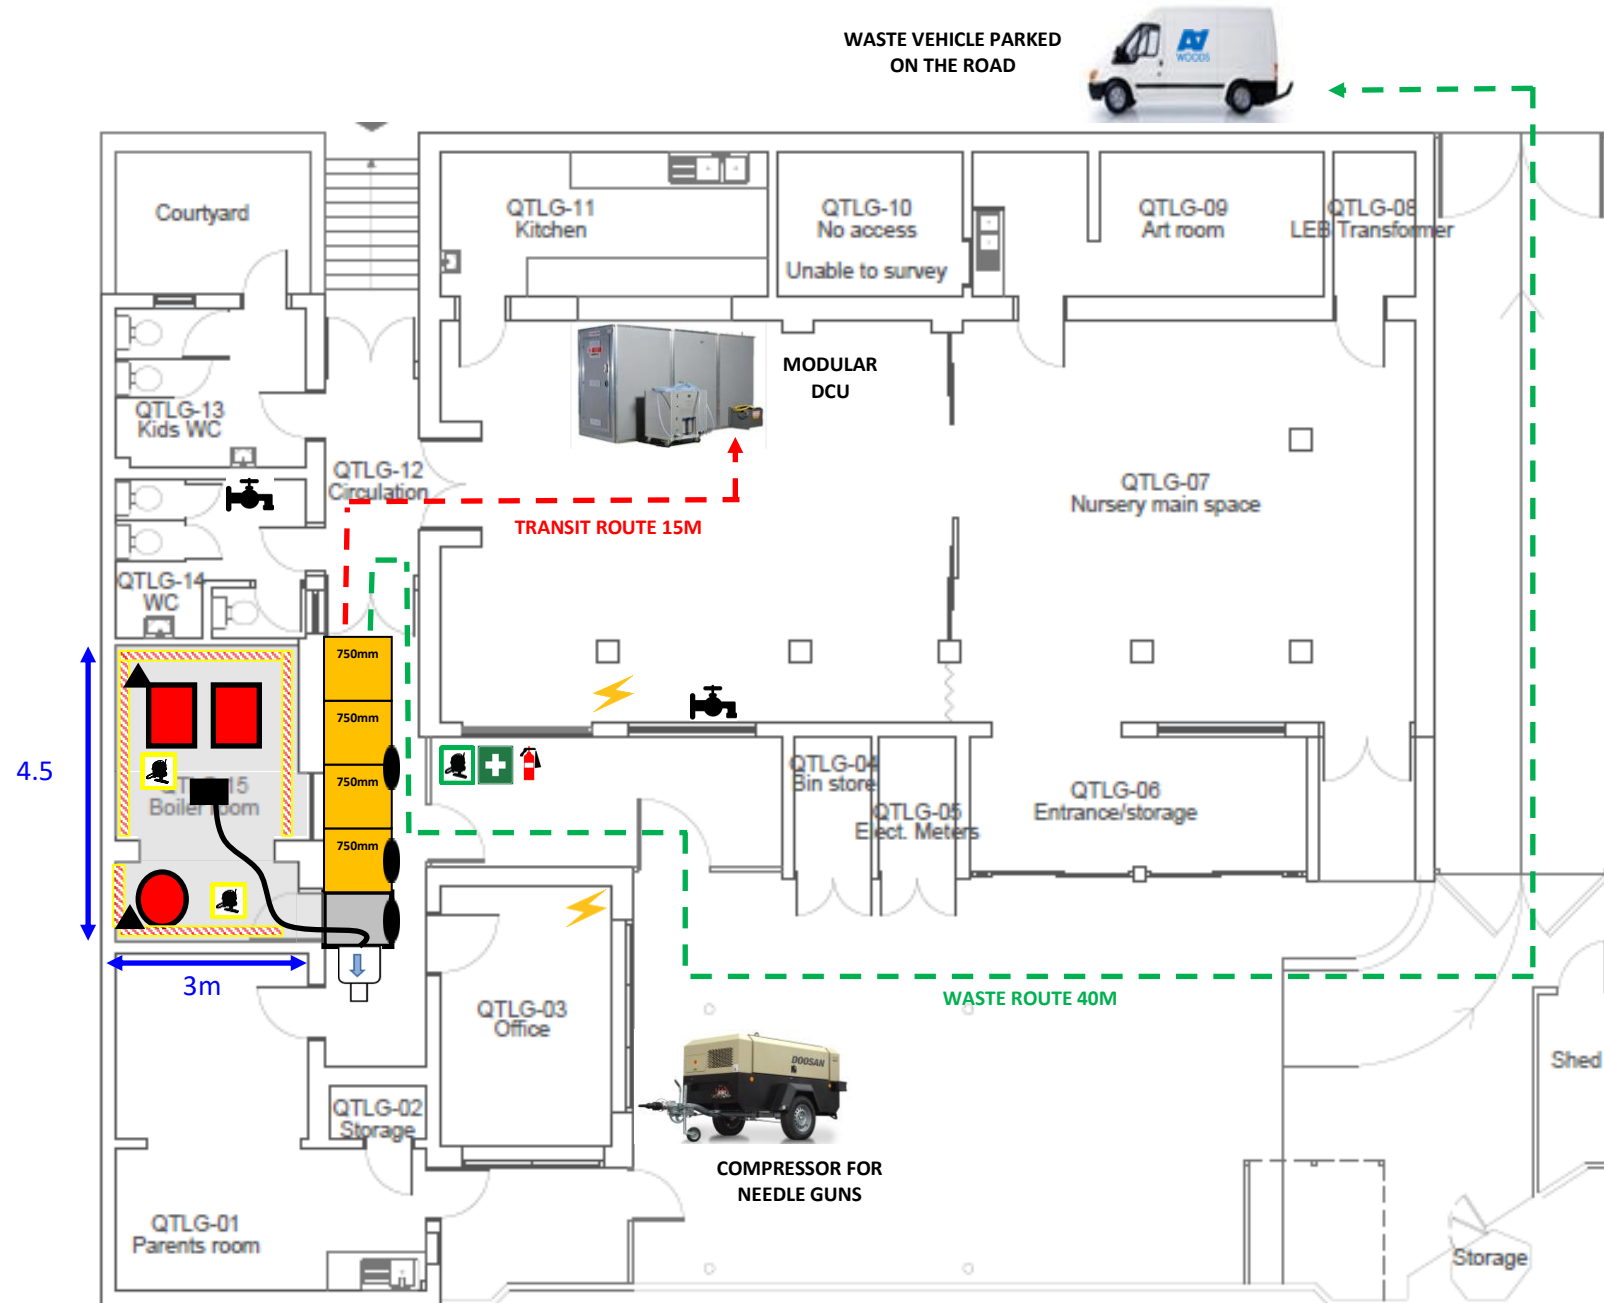 WASTE VEHICLE PARKED
ON THE ROAD
WOODS
Courtyard
QTLG-11
Kitchen
QTLG-10
No access
Unable to survey
QTLG-09
Art room
QTLG-08
LEB Transformer
MODULAR
DCU
QTLG-13
Kids WC
QTLG-12
Circulation
QTLG-07
Nursery main space
TRANSIT ROUTE 15M
QTLG-14
WC
750mm
750mm
750mm
750mm
4.5
QTLG-15
Boiler room
QTLG-04
Bin store
QTLG-05
Elect. Meters
QTLG-06
Entrance/storage
3m
WASTE ROUTE 40M
QTLG-03
Office
DOOSAN
Shed
QTLG-02
Storage
COMPRESSOR FOR
NEEDLE GUNS
QTLG-01
Parents room
Storage